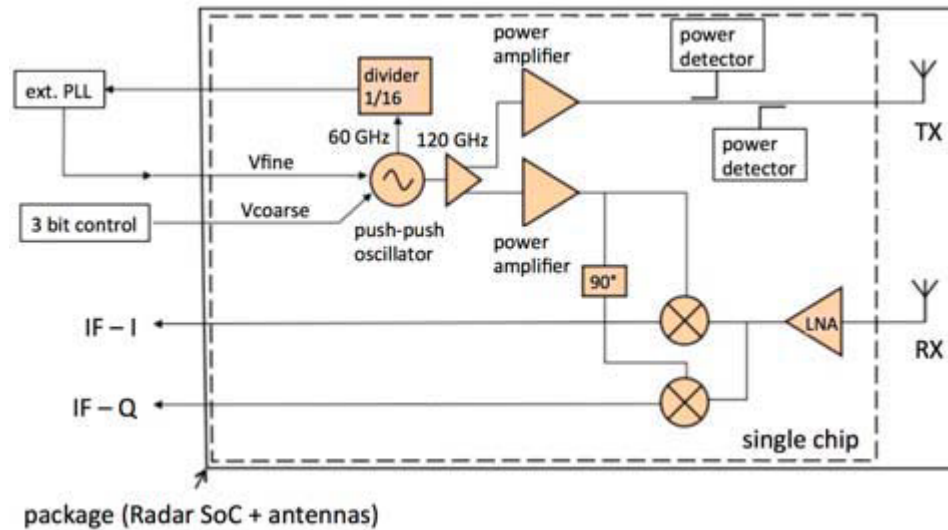 power
amplifier
power
detector
divider
1/16
ext. PLL
60 GHz
120 GHz
TX
power
detector
Vfine
Vcoarse
3 bit control
push-push
oscillator
power
amplifier
90°
LNA
RX
IF – I
IF – Q
single chip
package (Radar SoC + antennas)